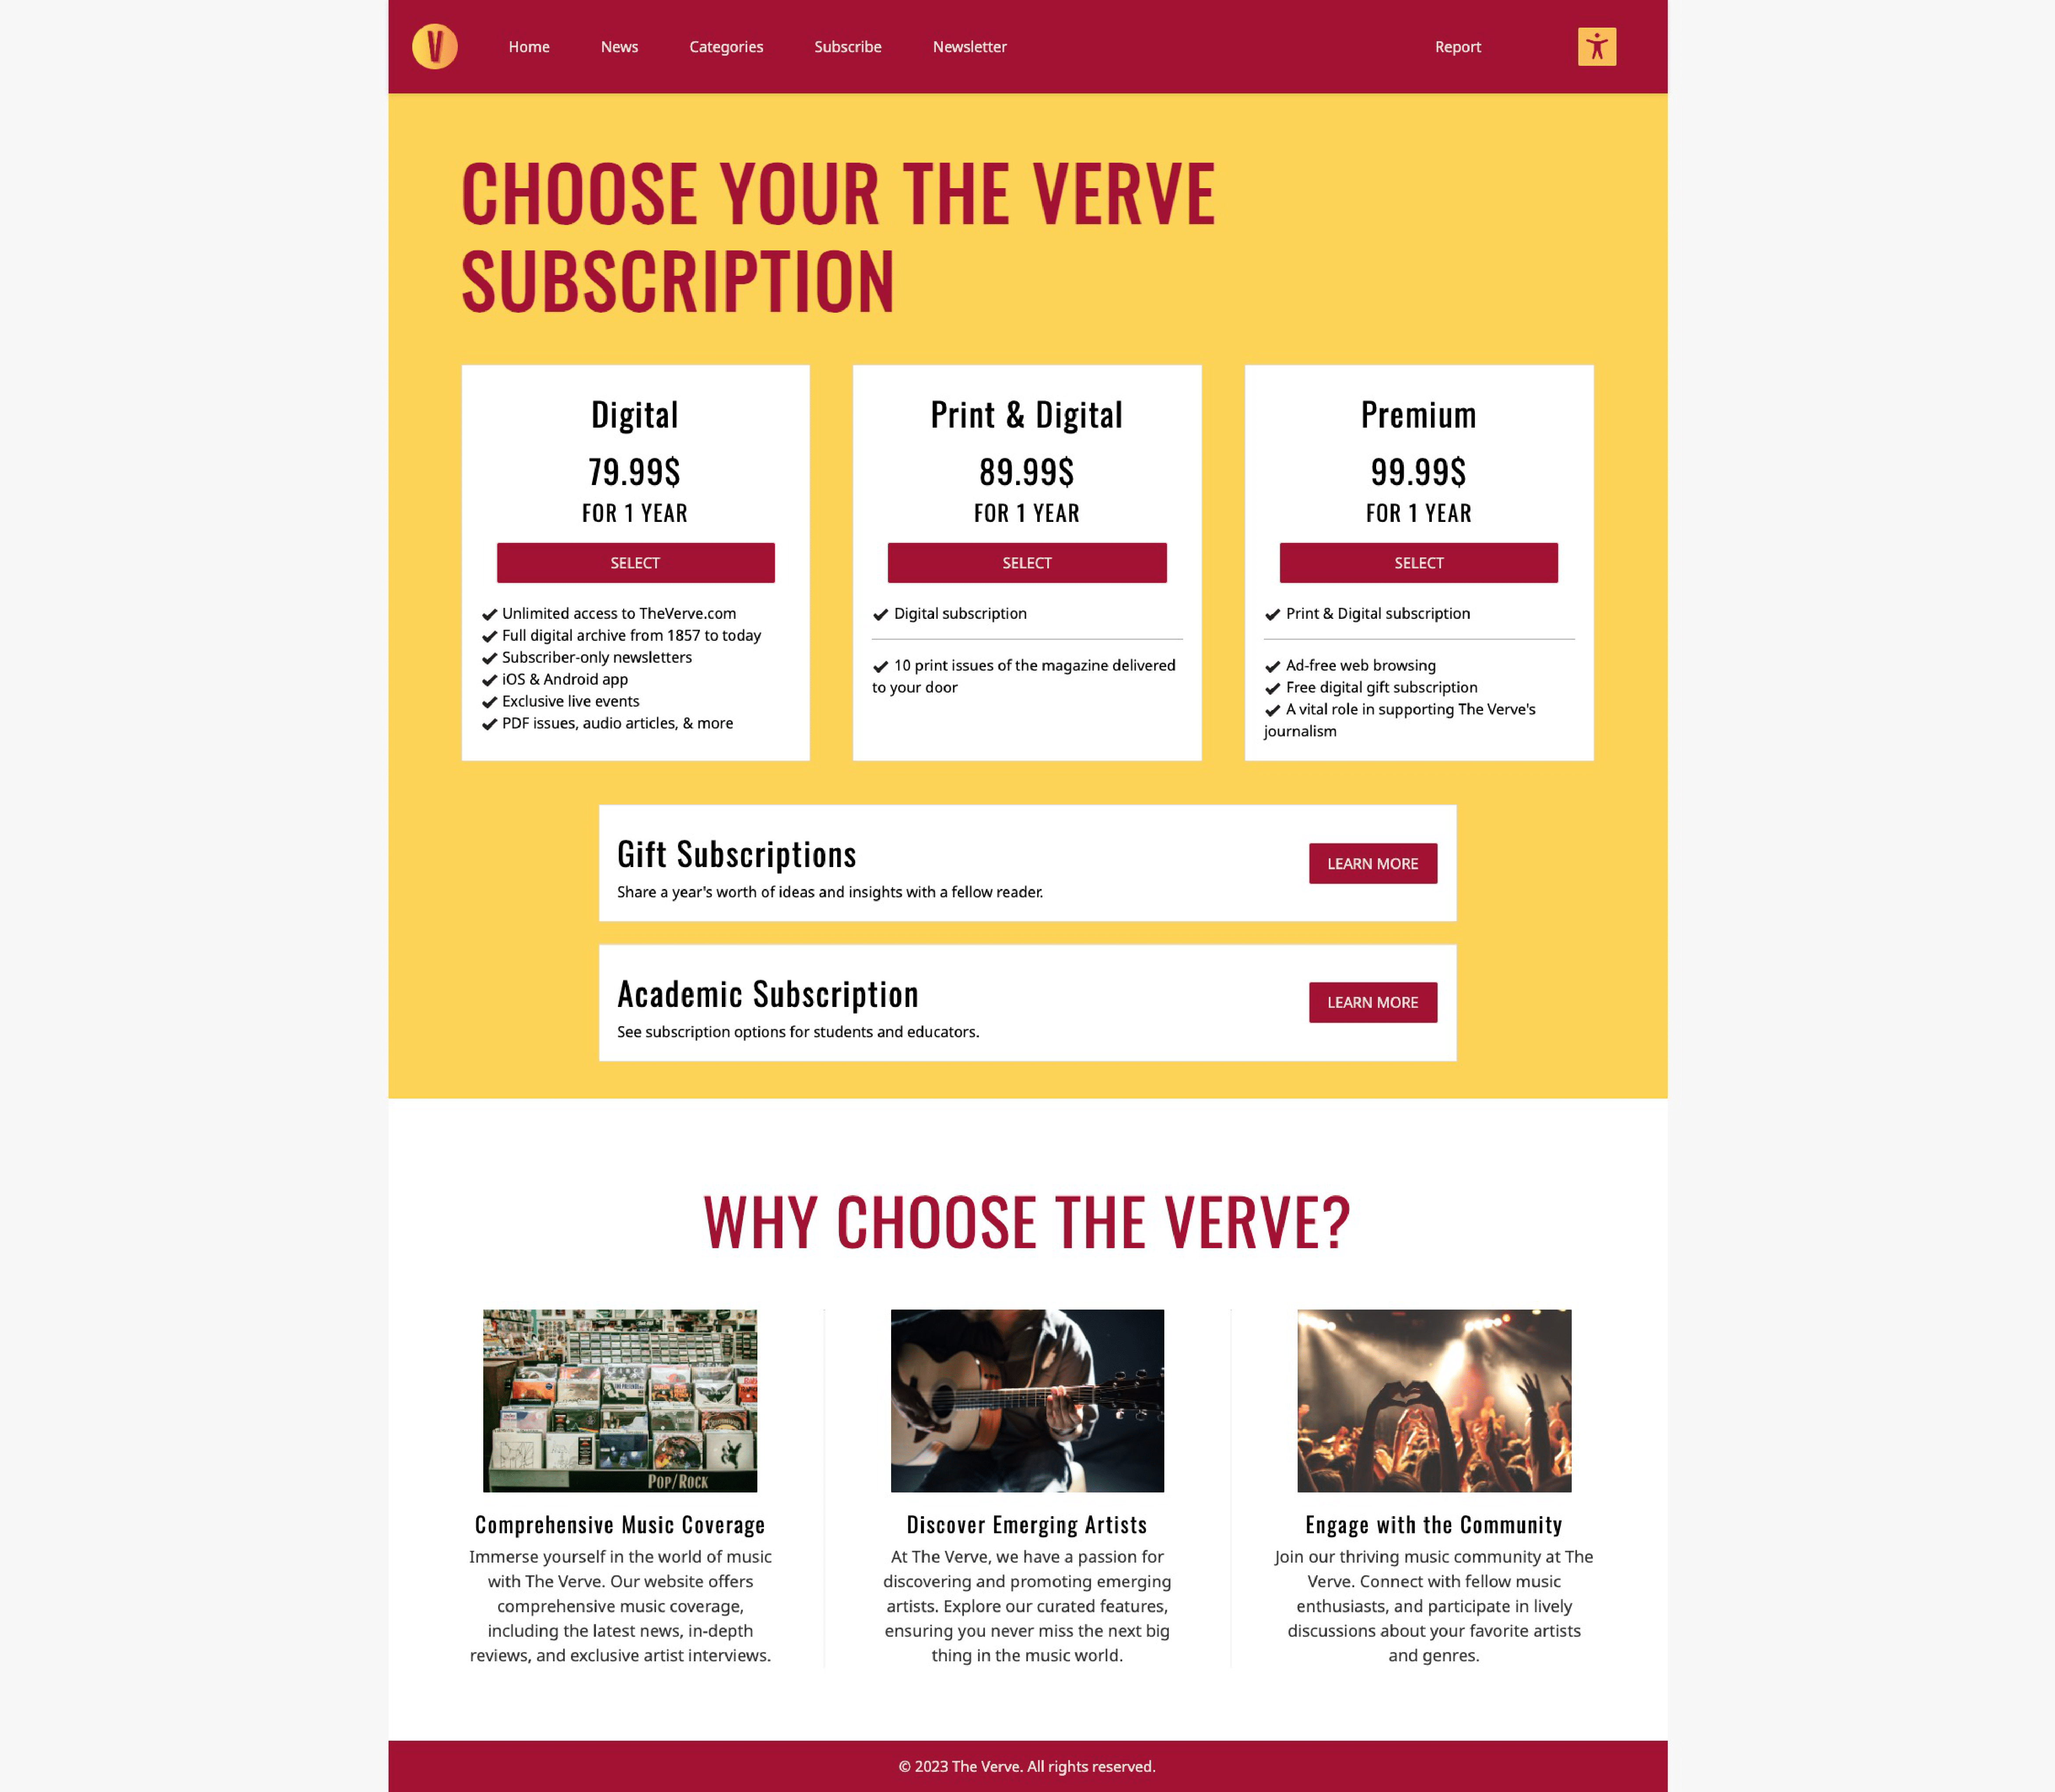 V
Home News Categories Subscribe Newsletter Report
CHOOSE YOUR THE VERVE
SUBSCRIPTION
Digital
79.99$
FOR 1 YEAR
SELECT
Unlimited access to TheVerve.com
Full digital archive from 1857 to today
Subscriber-only newsletters
iOS & Android app
Exclusive live events
PDF issues, audio articles, & more
Print & Digital
89.99$
FOR 1 YEAR
SELECT
Digital subscription
10 print issues of the magazine delivered
to your door
Premium
99.99$
FOR 1 YEAR
SELECT
Print & Digital subscription
Ad-free web browsing
Free digital gift subscription
A vital role in supporting The Verve's
journalism
Gift Subscriptions
Share a year's worth of ideas and insights with a fellow reader.
LEARN MORE
Academic Subscription
See subscription options for students and educators.
LEARN MORE
WHY CHOOSE THE VERVE?
POP/ROCK
Comprehensive Music Coverage
Immerse yourself in the world of music
with The Verve. Our website offers
comprehensive music coverage,
including the latest news, in-depth
reviews, and exclusive artist interviews.
Discover Emerging Artists
At The Verve, we have a passion for
discovering and promoting emerging
artists. Explore our curated features,
ensuring you never miss the next big
thing in the music world.
Engage with the Community
Join our thriving music community at The
Verve. Connect with fellow music
enthusiasts, and participate in lively
discussions about your favorite artists
and genres.
© 2023 The Verve. All rights reserved.